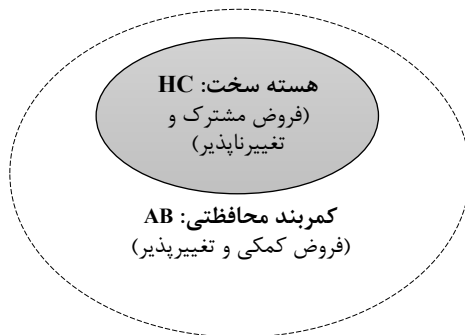 هسته سخت: HC
(فروض مشترک و
تغییرناپذیر)
کمربند محافظتی: AB
(فروض کمکی و تغییرپذیر)